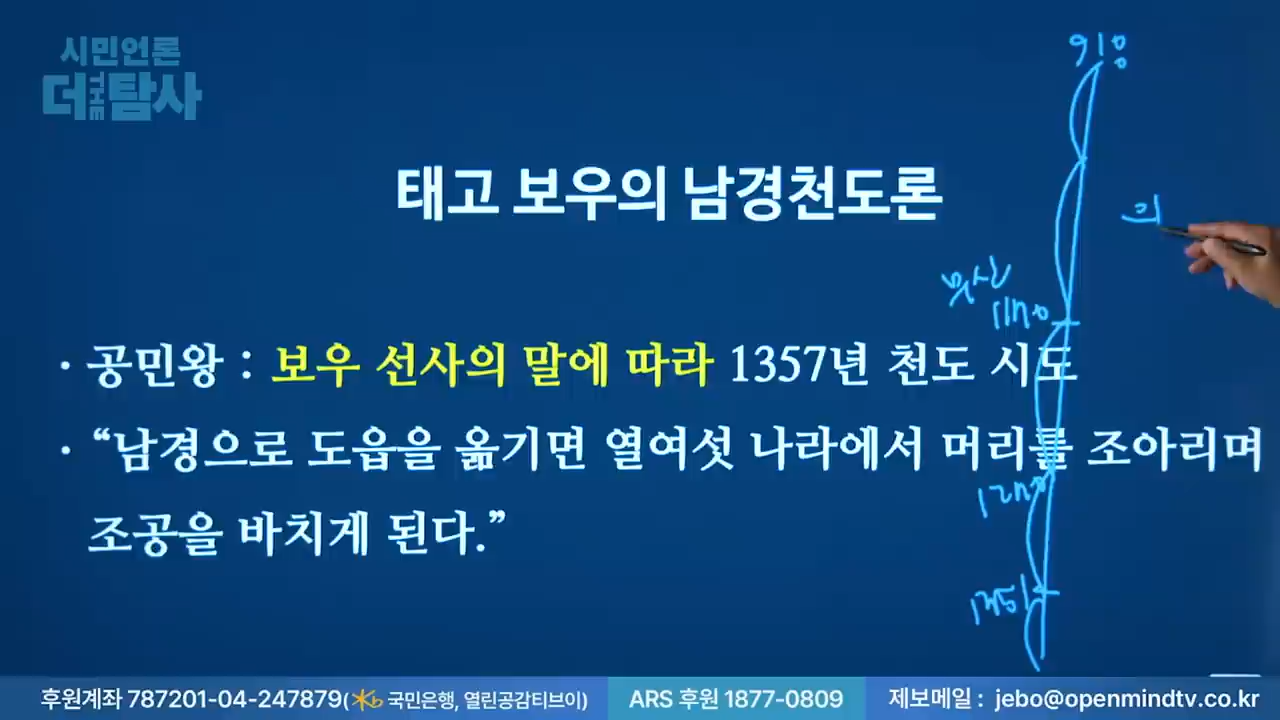 시민언론
더탐사
태고 보우의 남경천도론
· 공민왕 : 보우 선사의 말에 따라 1357년 천도 시도
· “남경으로 도읍을 옮기면 열여섯 나라에서 머리를 조아리며
조공을 바치게 된다.”
무신
1170
1270
1351
의
후원계좌 787201-04-247879( 국민은행, 열린공감티브이)
ARS 후원 1877-0809
제보메일 : jebo@openmindtv.co.kr